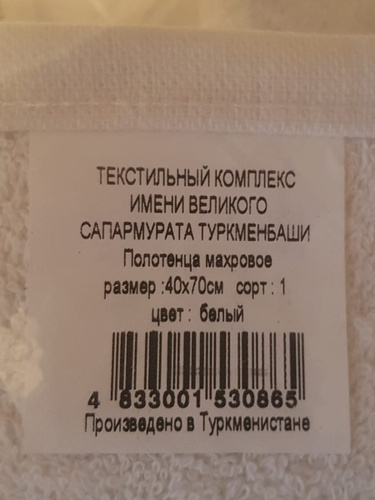 ТЕКСТИЛЬНЫЙ КОМПЛЕКС
ИМЕНИ ВЕЛИКОГО
САПАРМУРАТА ТУРКМЕНБАШИ
Полотенца махровое
размер :40х70см сорт : 1
цвет : белый
4 833001 530865
Произведено в Туркменистане